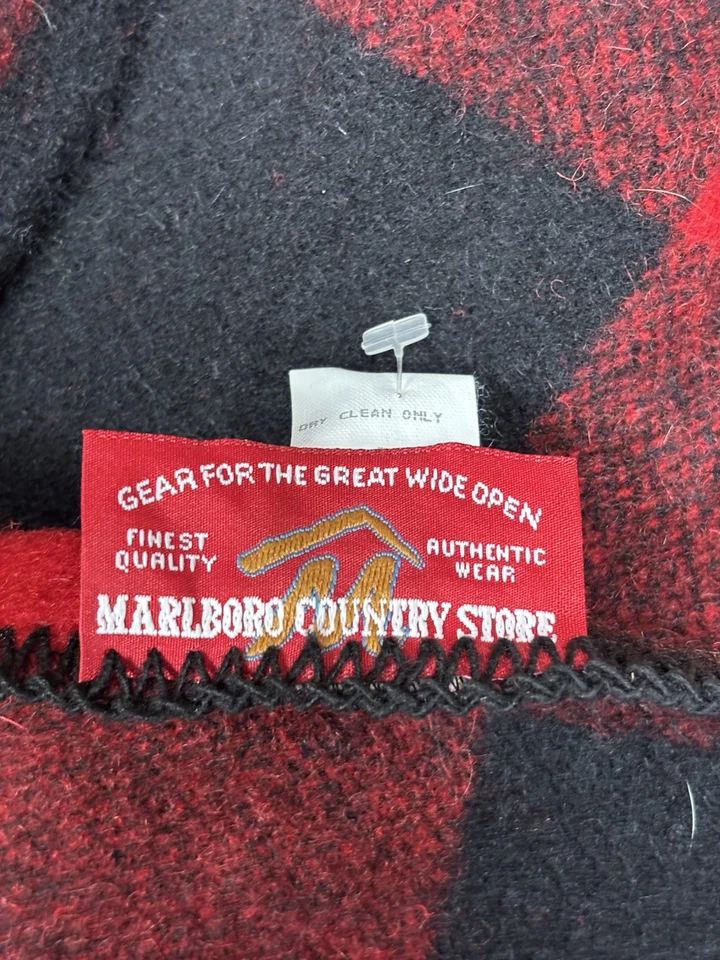 DRY CLEAN ONLY
GEAR FOR THE GREAT WIDE OPEN
FINEST
QUALITY
AUTHENTIC
WEAR
MARLBORO COUNTRY STORE